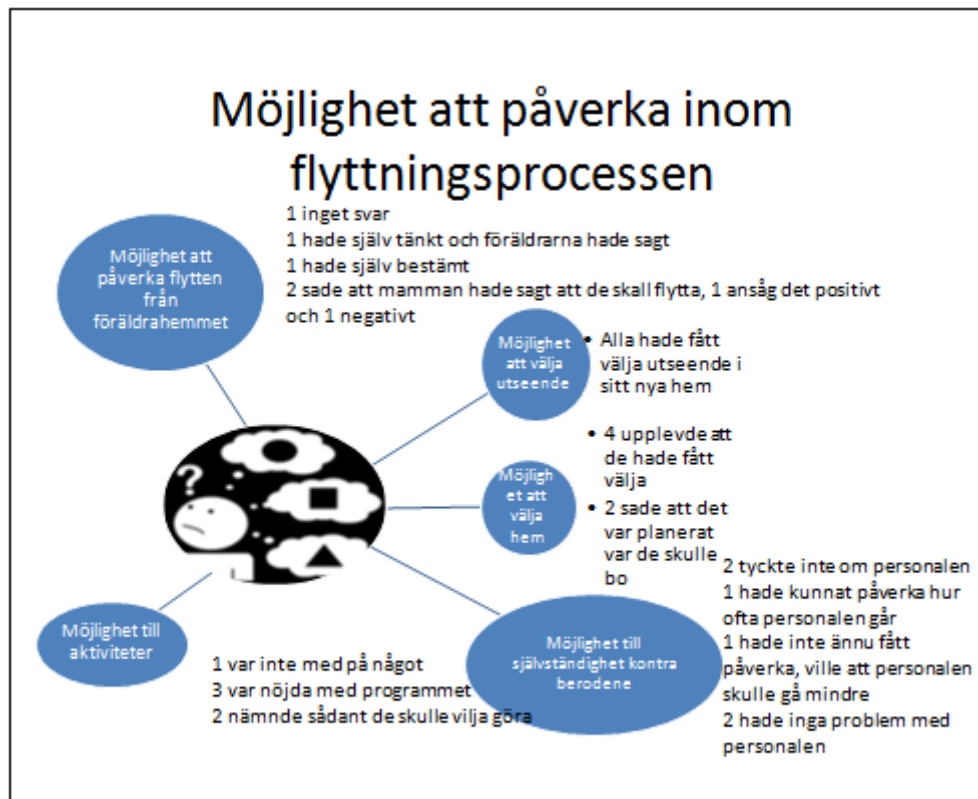 Möjlighet att påverka inom
flyttningsprocessen
Möjlighet att
påverka flytten
från
föräldrahemmet
1 inget svar
1 hade själv tänkt och föräldrarna hade sagt
1 hade själv bestämt
2 sade att mamman hade sagt att de skall flytta, 1 ansåg det positivt
och 1 negativt
Möjlighet
att välja
utseende
• Alla hade fått
välja utseende i
sitt nya hem
Möjligh
et att
välja
hem
• 4 upplevde att
de hade fått
välja
• 2 sade att det
var planerat
var de skulle
bo
Möjlighet till
självständighet kontra
berodene
2 tyckte inte om personalen
1 hade kunnat påverka hur
ofta personalen går
1 hade inte ännu fått
påverka, ville att personalen
skulle gå mindre
2 hade inga problem med
personalen
Möjlighet till
aktiviteter
1 var inte med på något
3 var nöjda med programmet
2 nämnde sådant de skulle vilja göra
?